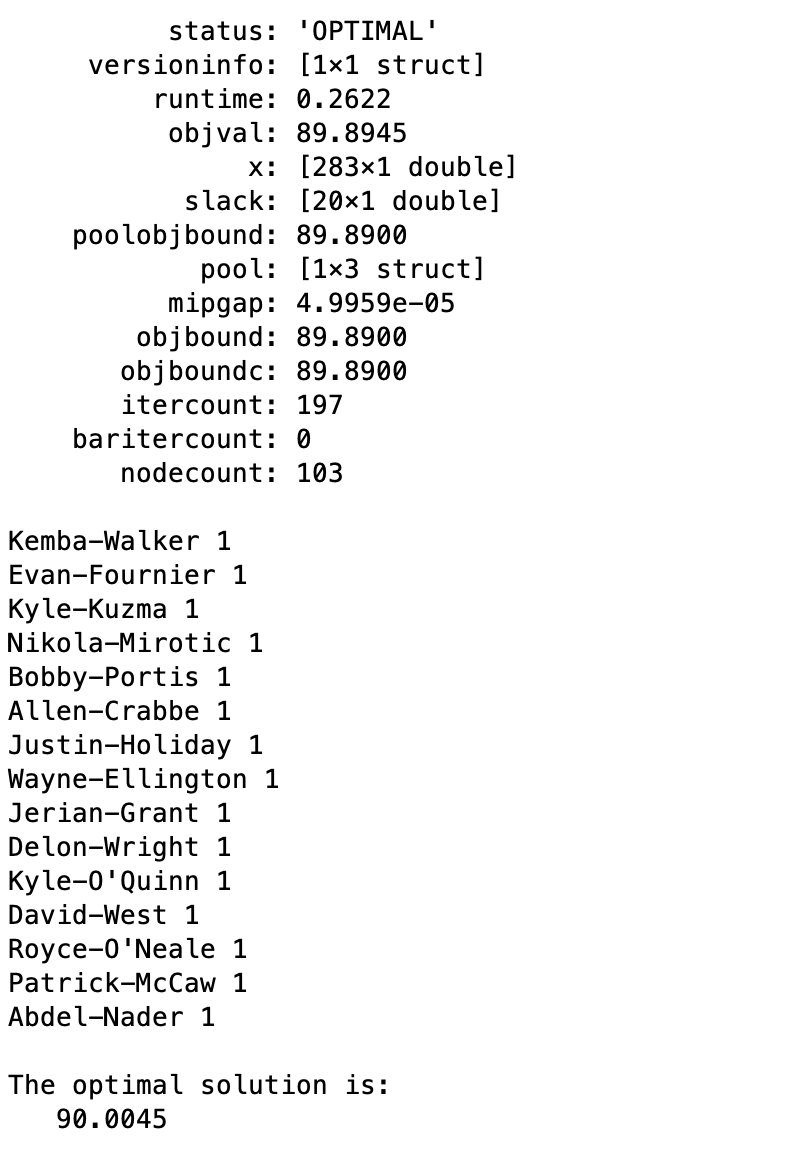 status: 'OPTIMAL'
versioninfo: [1×1 struct]
runtime: 0.2622
objval: 89.8945
x: [283×1 double]
slack: [20×1 double]
poolobjbound: 89.8900
pool: [1×3 struct]
mipgap: 4.9959e-05
objbound: 89.8900
objboundc: 89.8900
itercount: 197
baritercount: 0
nodecount: 103
Kemba-Walker 1
Evan-Fournier 1
Kyle-Kuzma 1
Nikola-Mirotic 1
Bobby-Portis 1
Allen-Crabbe 1
Justin-Holiday 1
Wayne-Ellington 1
Jerian-Grant 1
Delon-Wright 1
Kyle-O'Quinn 1
David-West 1
Royce-O'Neale 1
Patrick-McCaw 1
Abdel-Nader 1
The optimal solution is:
90.0045